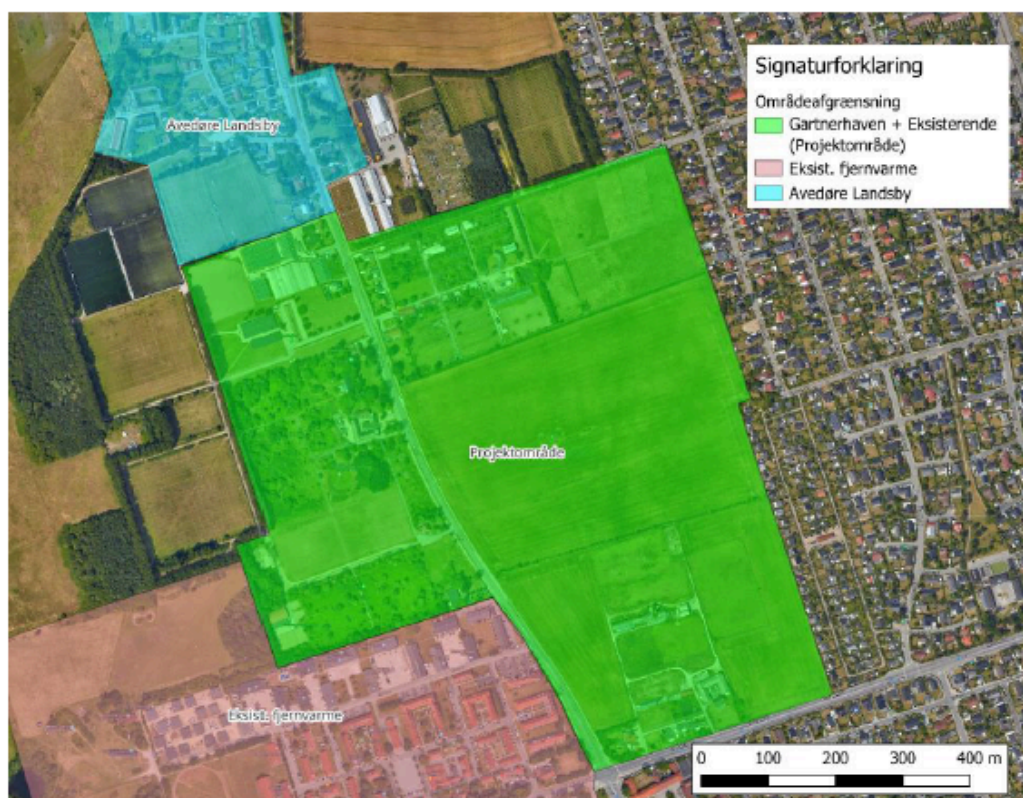 Signaturforklaring
Områdeafgrænsning
Gartnerhaven + Eksisterende
(Projektområde)
Eksist. fjernvarme
Avedøre Landsby
Avedøre Landsby
Projektområde
Eksist. fjernvarme
0 100 200 300 400 m